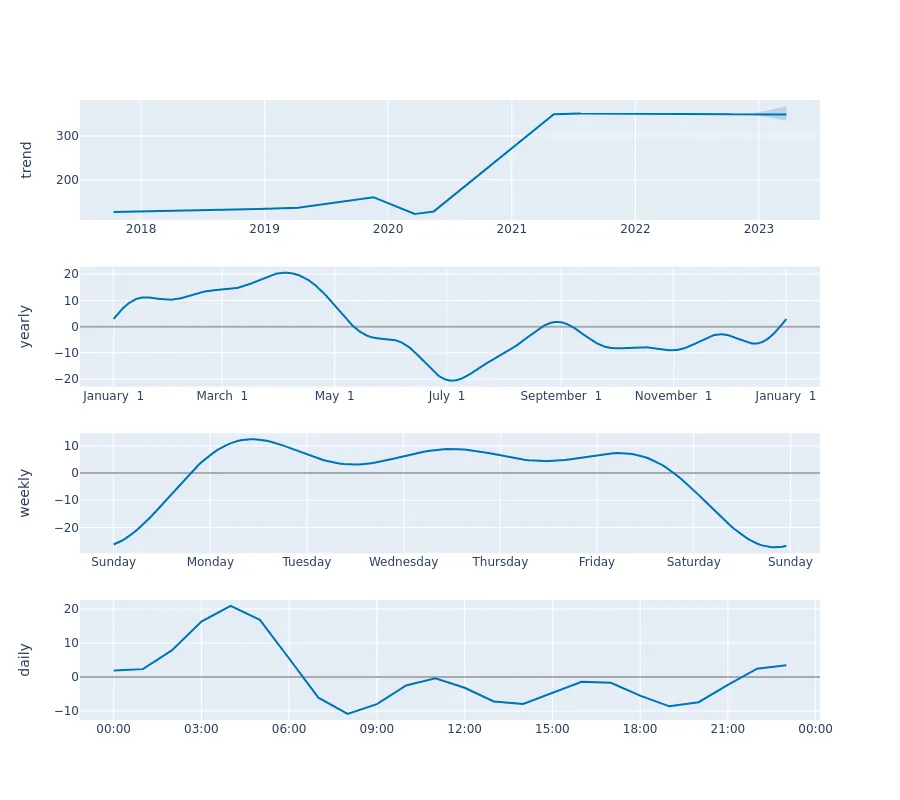 trend
300
200
2018 2019 2020 2021 2022 2023
yearly
20
10
0
−10
−20
January 1 March 1 May 1 July 1 September 1 November 1 January 1
weekly
10
0
−10
−20
Sunday Monday Tuesday Wednesday Thursday Friday Saturday Sunday
daily
20
10
0
−10
00:00 03:00 06:00 09:00 12:00 15:00 18:00 21:00 00:00